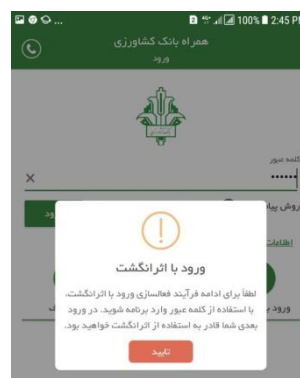 100% 2:45 PM
همراه بانک کشاورزی
ورود
کلمه عبور
••••••
ورود با اثرانگشت
لطفاً برای ادامه فرآیند فعالسازی ورود با اثرانگشت،
با استفاده از کلمه عبور وارد برنامه شوید. در ورود
بعدی شما قادر به استفاده از اثرانگشت خواهید بود.
تایید